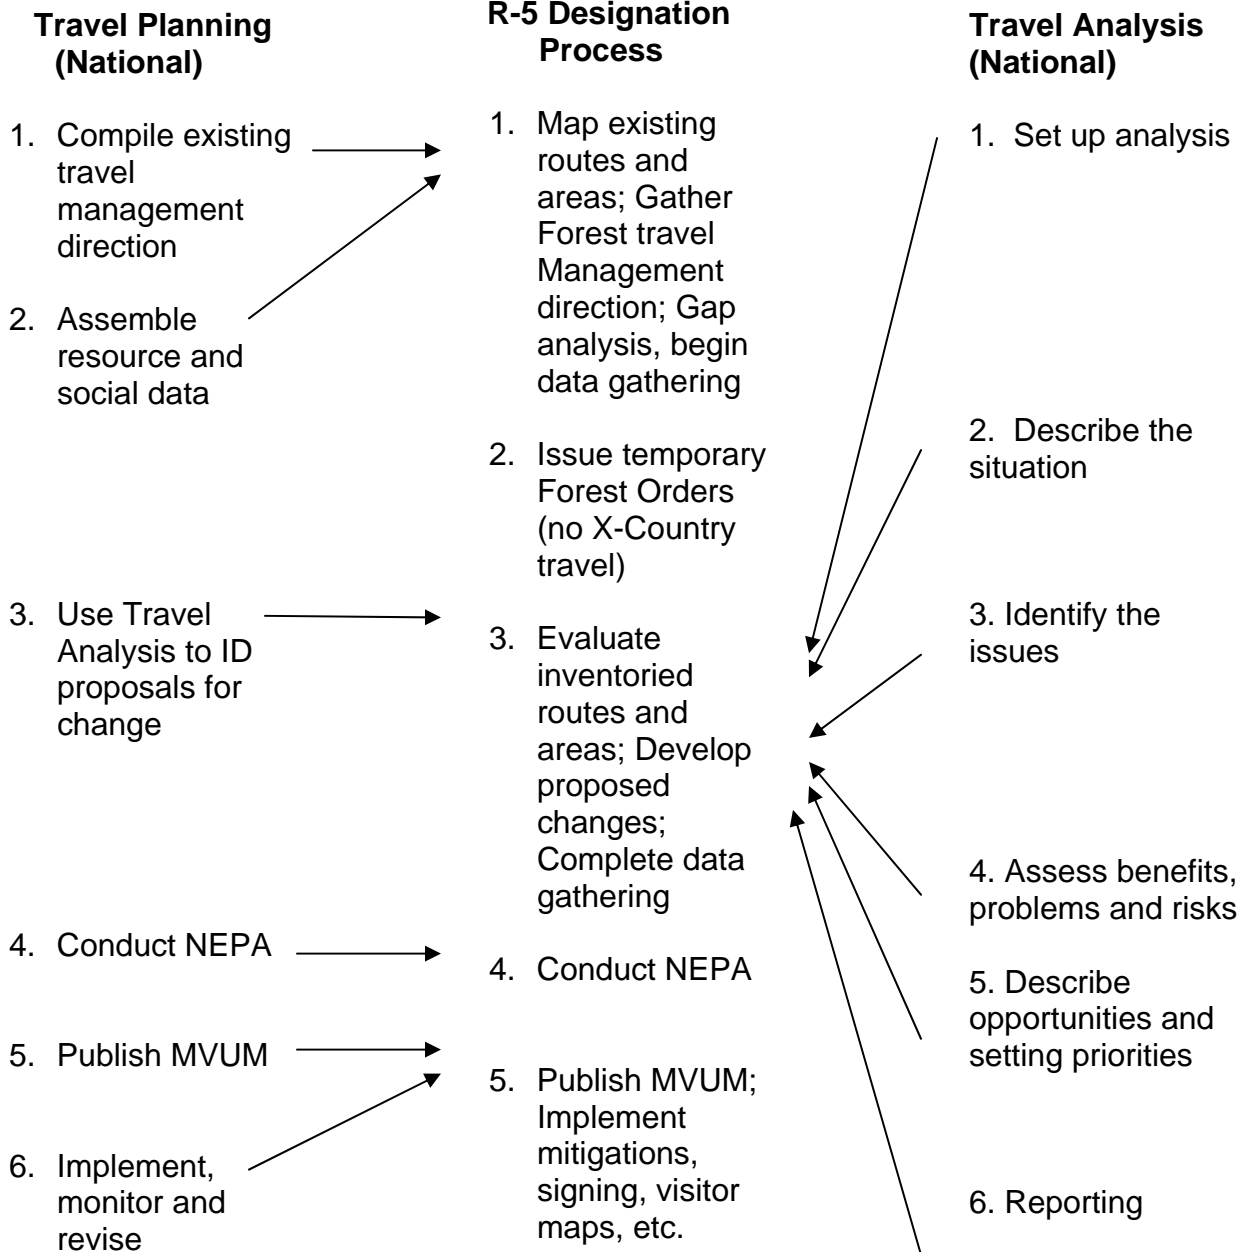 Travel Planning
(National)
1. Compile existing
travel
management
direction
2. Assemble
resource and
social data
3. Use Travel
Analysis to ID
proposals for
change
4. Conduct NEPA
5. Publish MVUM
6. Implement,
monitor and
revise
R-5 Designation
Process
1. Map existing
routes and
areas; Gather
Forest travel
Management
direction; Gap
analysis, begin
data gathering
2. Issue temporary
Forest Orders
(no X-Country
travel)
3. Evaluate
inventoried
routes and
areas; Develop
proposed
changes;
Complete data
gathering
4. Conduct NEPA
5. Publish MVUM;
Implement
mitigations,
signing, visitor
maps, etc.
Travel Analysis
(National)
1. Set up analysis
2. Describe the
situation
3. Identify the
issues
4. Assess benefits,
problems and risks
5. Describe
opportunities and
setting priorities
6. Reporting